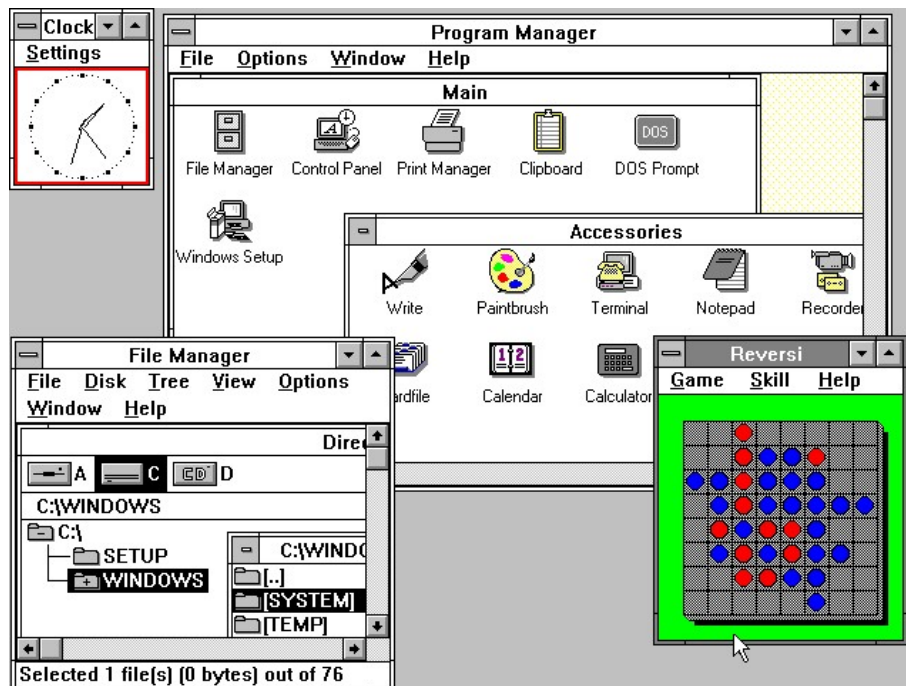 Clock
Settings
Program Manager
File Options Window Help
Main
File Manager Control Panel Print Manager Clipboard DOS Prompt
DOS
Windows Setup
Accessories
Write Paintbrush Terminal Notepad Recorder
ardfile Calendar Calculator
1 2
File Manager
File Disk Tree View Options
Window Help
Direc
A C CD D
C:\WINDOWS
C:\
SETUP
WINDOWS
C:\WINDO
[..]
[SYSTEM]
[TEMP]
Selected 1 file(s) (0 bytes) out of 76
Reversi
Game Skill Help